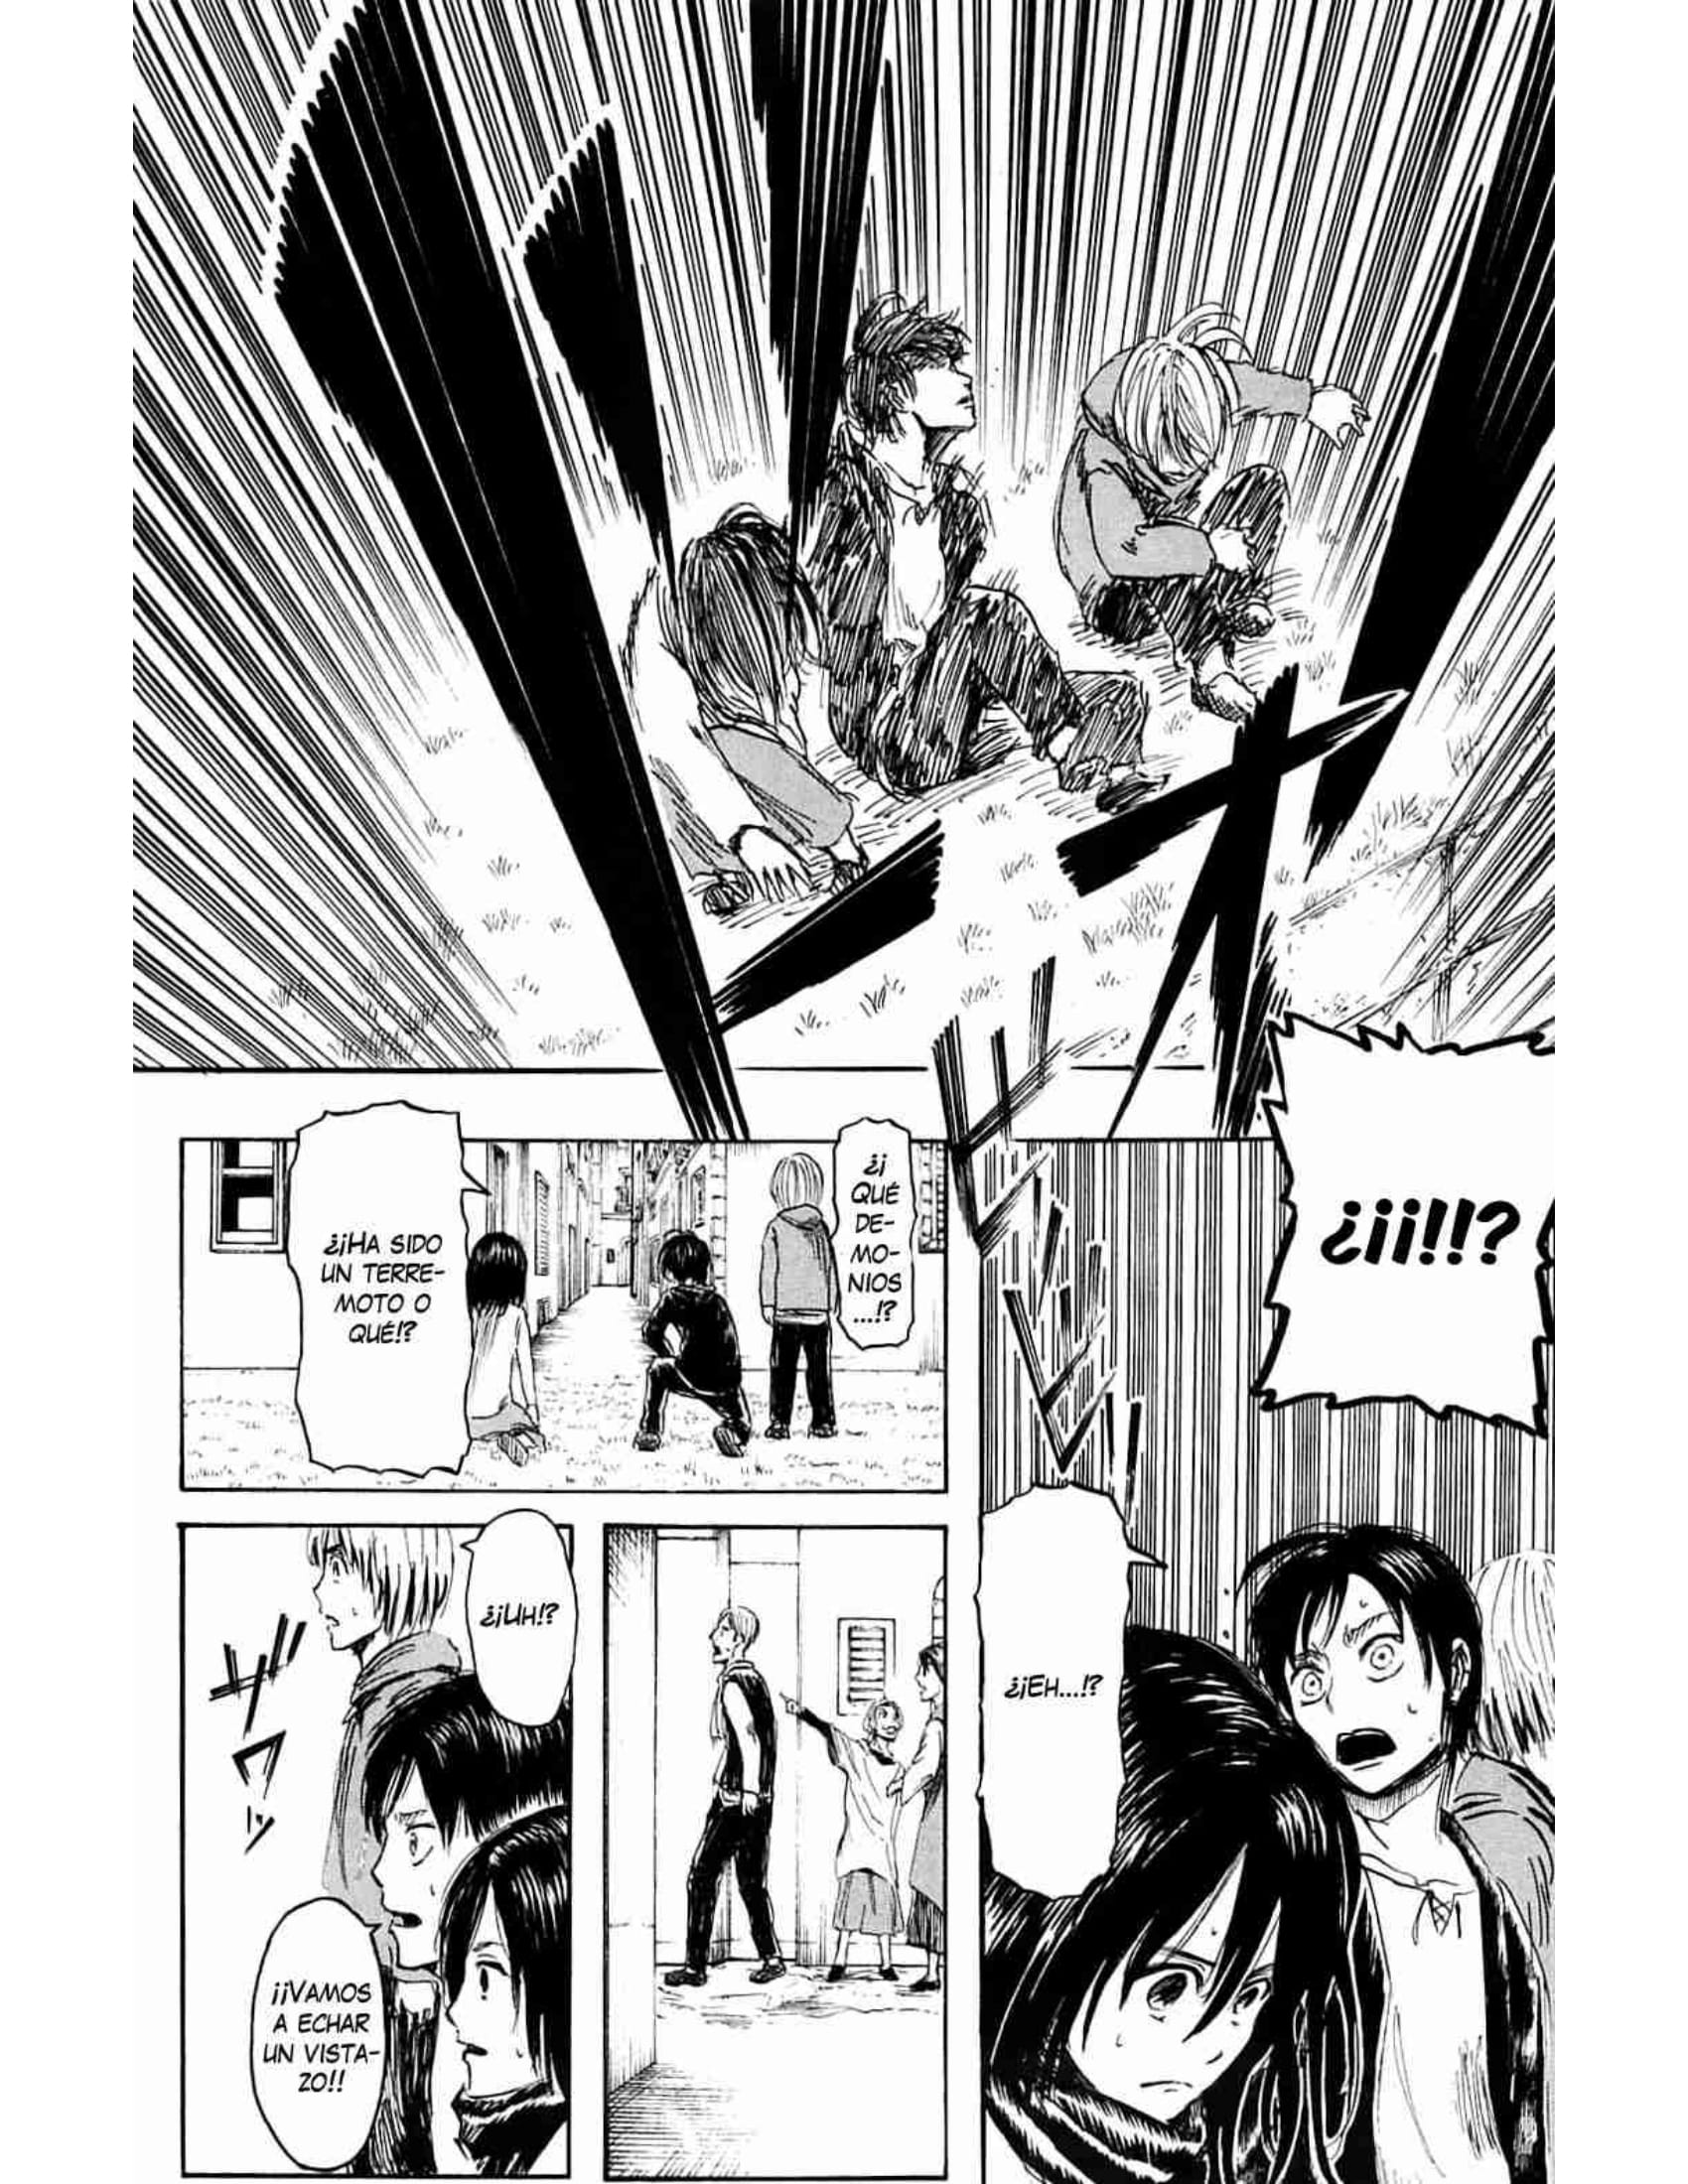 ¿¡¡!!?
¿¡EH...!?
¿¡
QUÉ
DE-
MO-
NIOS
...!?
¿¡HA SIDO
UN TERRE-
MOTO O
QUÉ!?
¿¡UH!?
¡¡VAMOS
A ECHAR
UN VISTA-
ZO!!